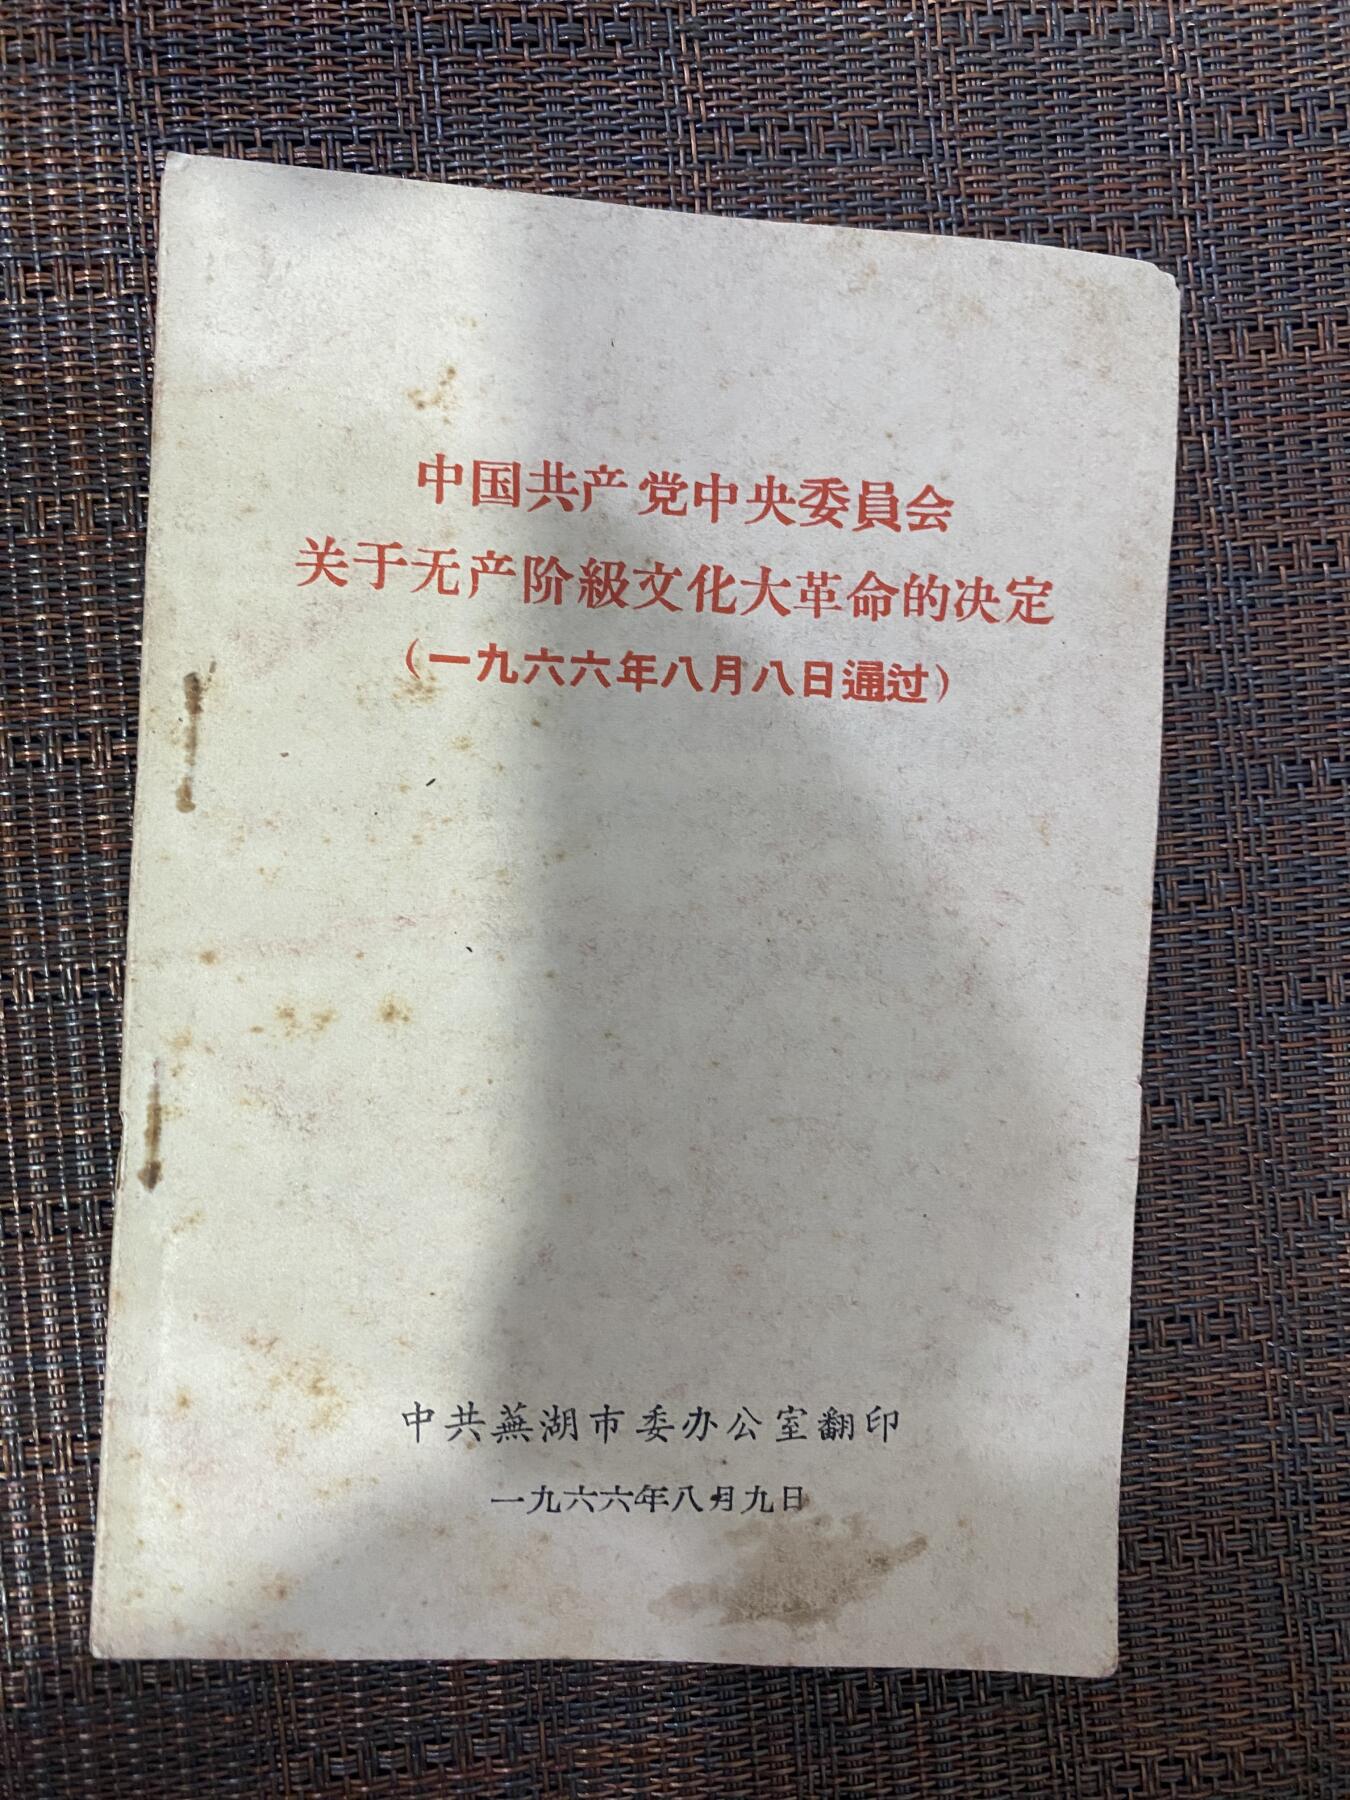 中国共产党中央委員会
关于无产阶級文化大革命的决定
（一九六六年八月八日通过）
中共蕪湖市委办公室翻印
一九六六年八月九日